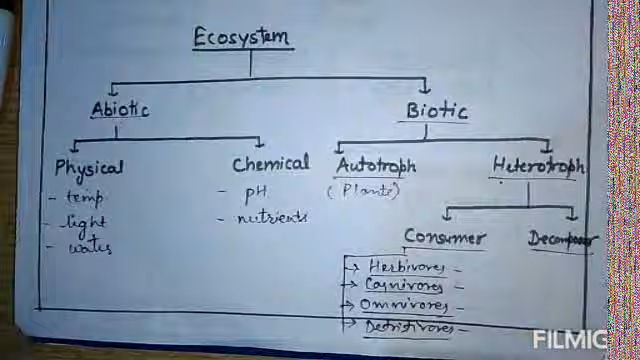 Ecosystem
Abiotic
Biotic
Physical
Chemical
Autotroph
Heterotroph
- temp
- pH
(Plants)
- light
- nutrients
- water
Consumer
Decomposer
→ Herbivores -
→ Carnivores -
→ Omnivores -
→ Detritivores -
FILMIG